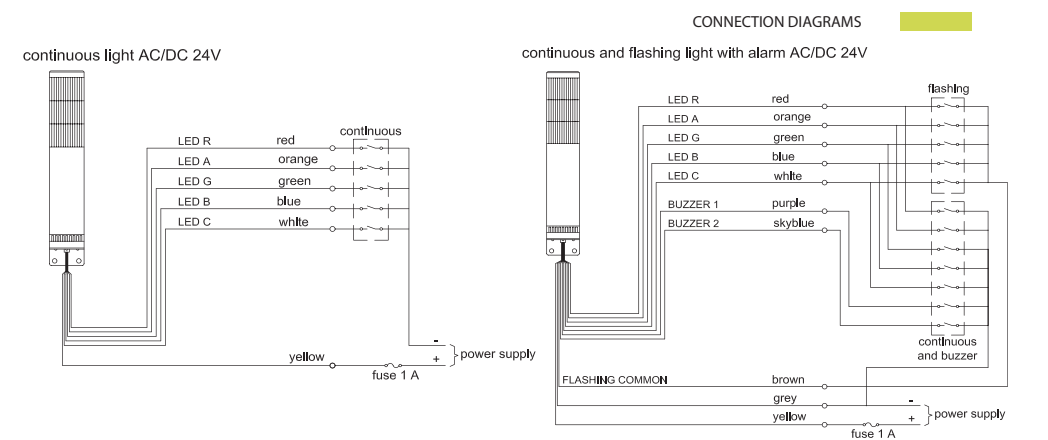 CONNECTION DIAGRAMS
continuous light AC/DC 24V
LED R red
LED A orange
LED G green
LED B blue
LED C white
continuous
yellow
fuse 1 A
-
+
power supply
continuous and flashing light with alarm AC/DC 24V
flashing
LED R red
LED A orange
LED G green
LED B blue
LED C white
BUZZER 1 purple
BUZZER 2 skyblue
continuous
and buzzer
FLASHING COMMON brown
grey
yellow
fuse 1 A
-
+
power supply